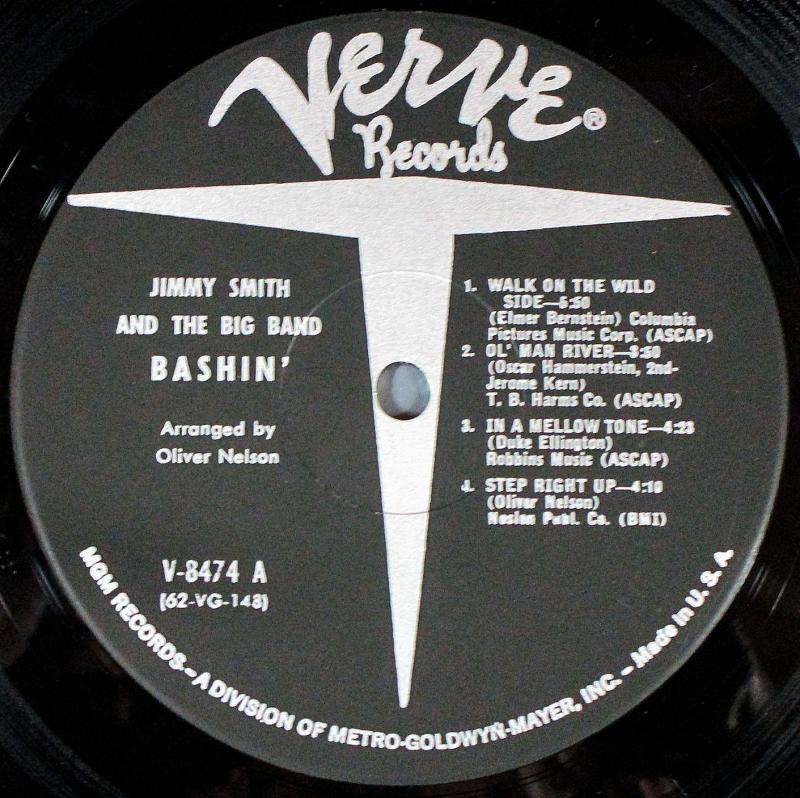 Verve®
Records
JIMMY SMITH
AND THE BIG BAND
BASHIN'
Arranged by
Oliver Nelson
V-8474 A
(62-VG-148)
1. WALK ON THE WILD
SIDE—5:50
(Elmer Bernstein) Columbia
Pictures Music Corp. (ASCAP)
2. OL' MAN RIVER—3:50
(Oscar Hammerstein, 2nd-
Jerome Kern)
T. B. Harms Co. (ASCAP)
3. IN A MELLOW TONE—4:23
(Duke Ellington)
Robbins Music (ASCAP)
4. STEP RIGHT UP—4:19
(Oliver Nelson)
Noslen Publ. Co. (BMI)
MGM RECORDS—A DIVISION OF METRO-GOLDWYN-MAYER, INC. – Made in U. S. A.